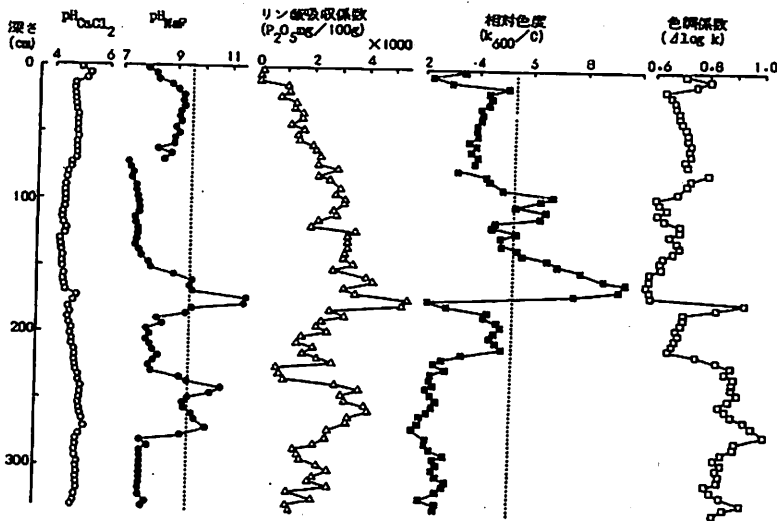 深さ
(cm)
pHCaCl2
4 6
pHNaF
7 9 11
リン酸吸収係数
(P2O5mg/100g)
×1000
0 2 4
相対色度
(k600/C)
2 4 6 8
色調係数
(Δlog k)
0.6 0.8 1.0
0
100
200
300